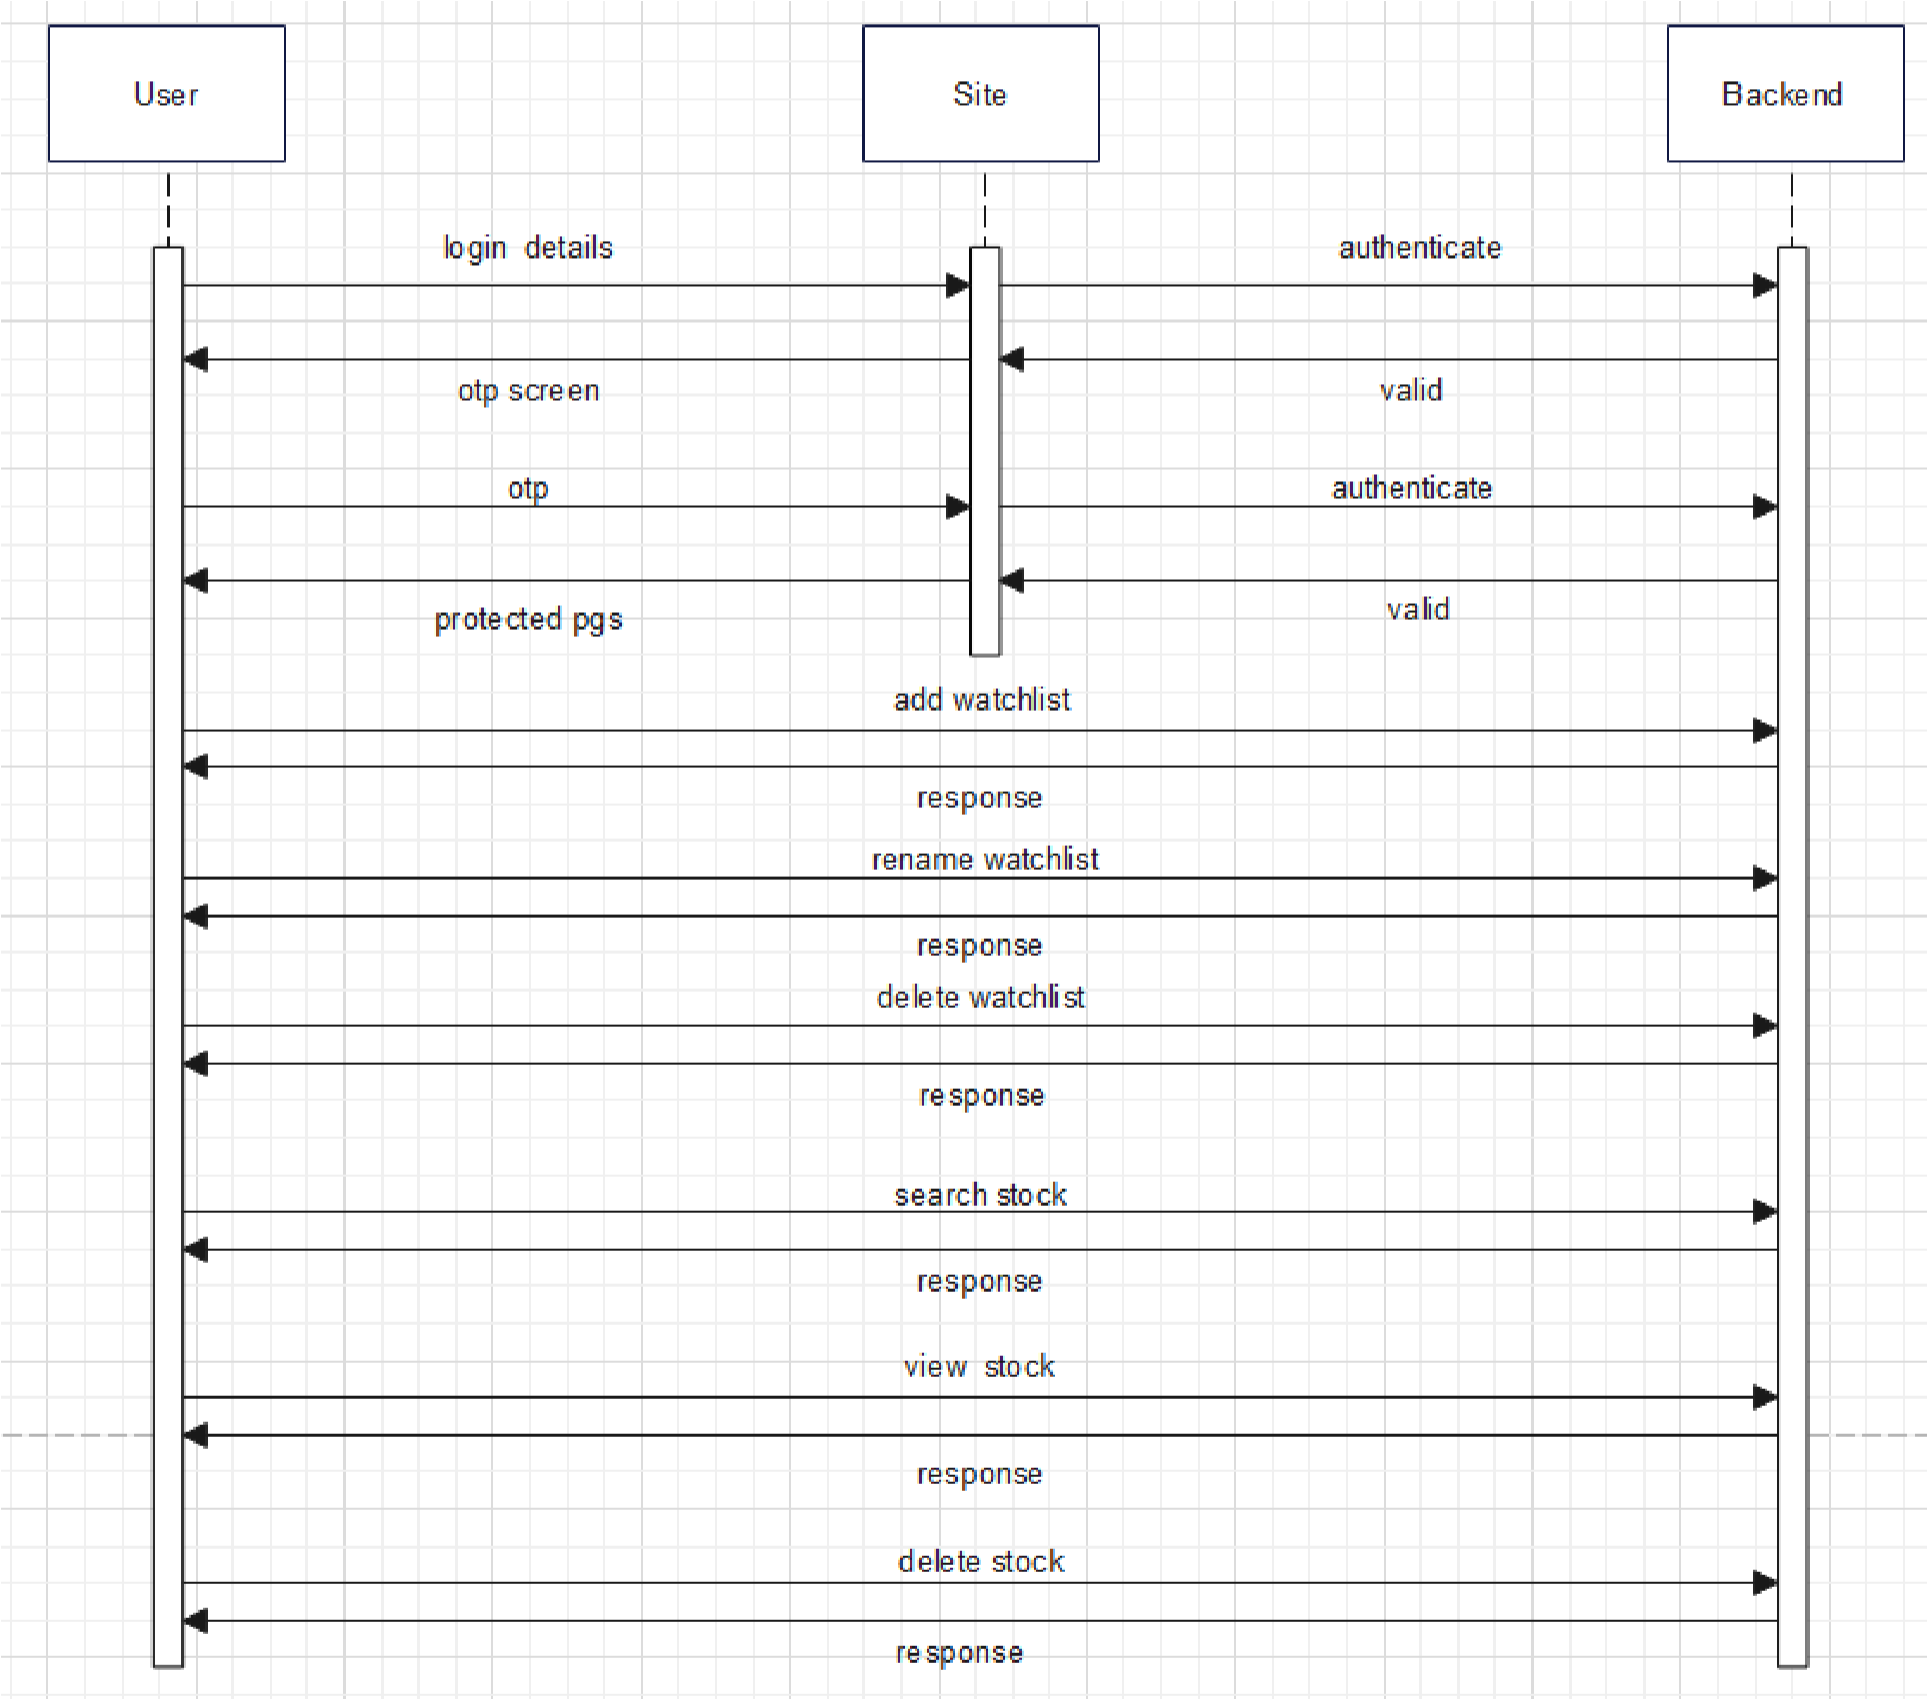 User
Site
Backend
login details
authenticate
otp screen
valid
otp
authenticate
protected pgs
valid
add watchlist
response
rename watchlist
response
delete watchlist
response
search stock
response
view stock
response
delete stock
response